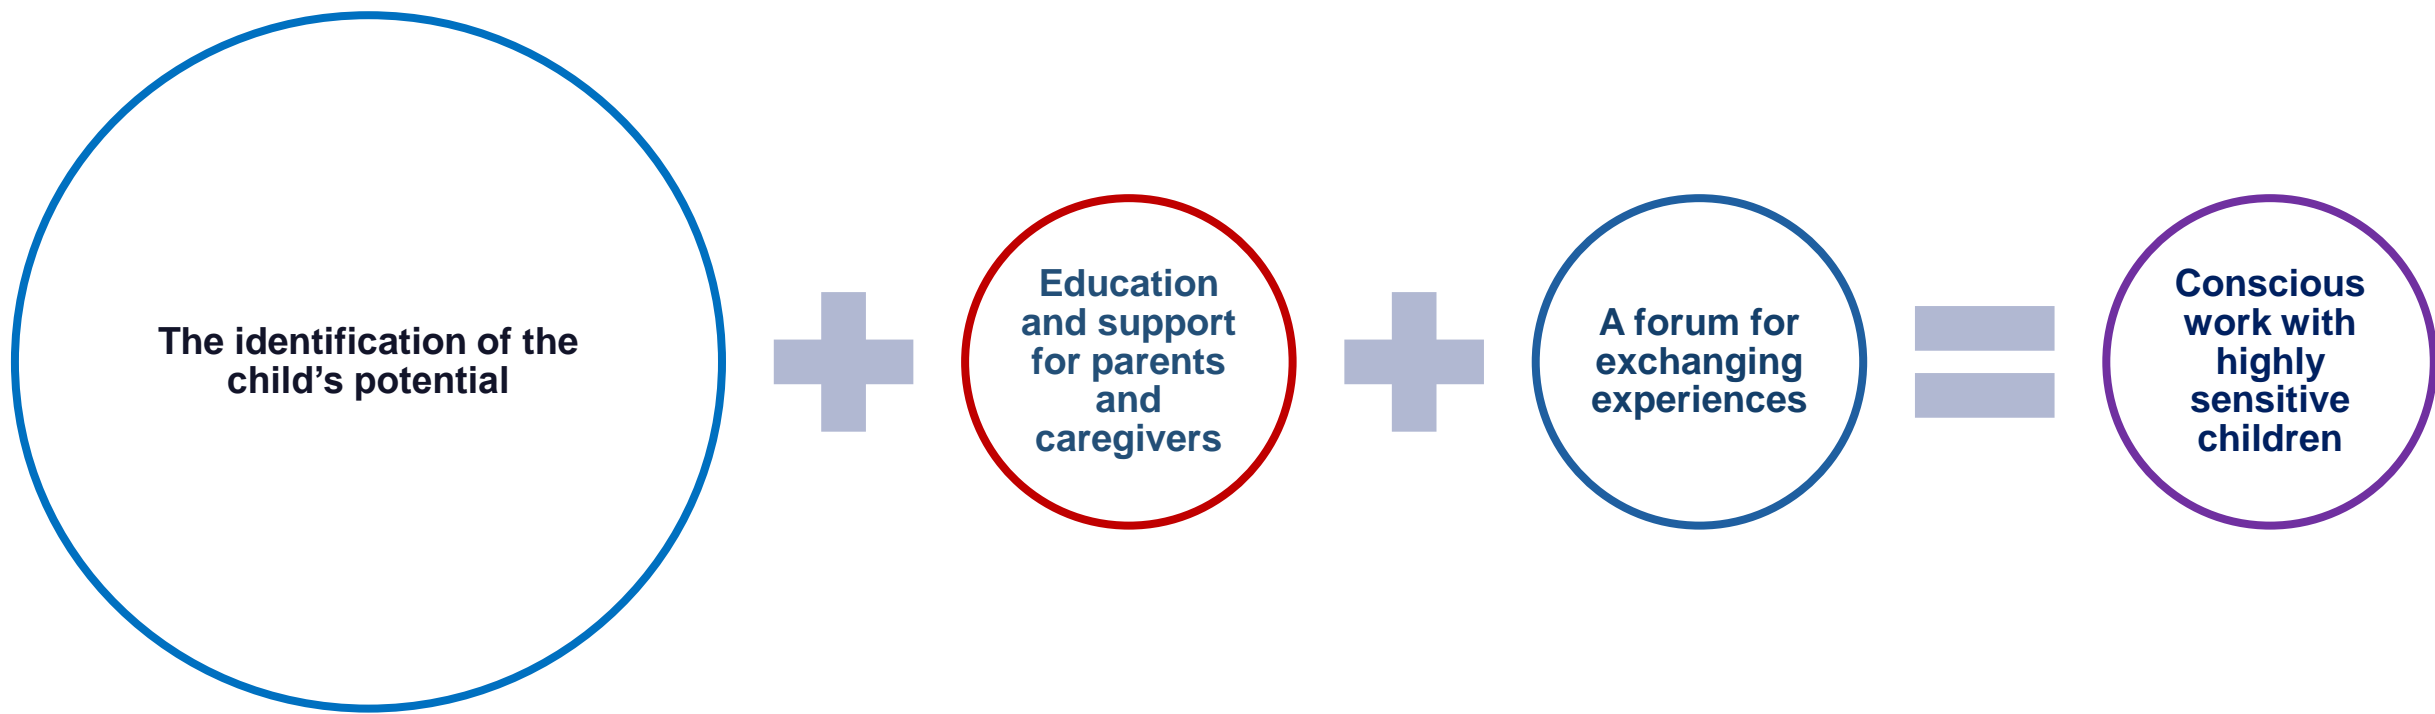 The identification of the
child’s potential
Education
and support
for parents
and
caregivers
A forum for
exchanging
experiences
Conscious
work with
highly
sensitive
children